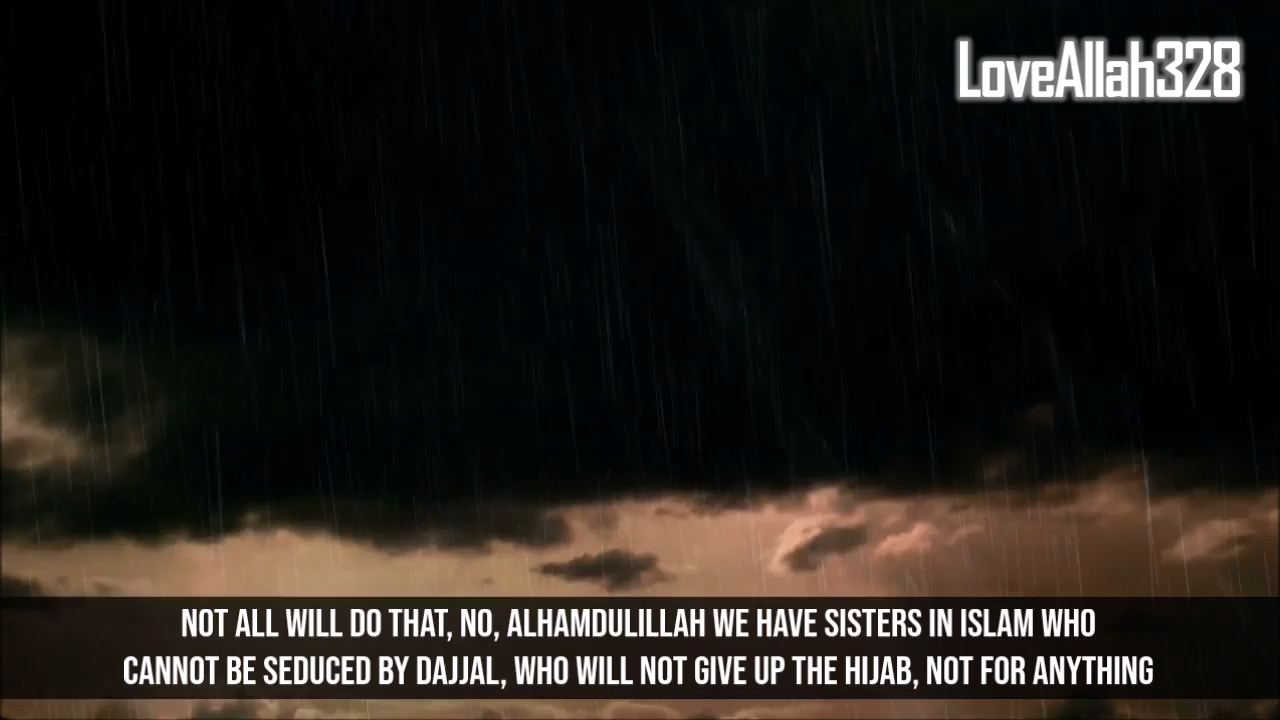 LoveAllah328
NOT ALL WILL DO THAT, NO, ALHAMDULILLAH WE HAVE SISTERS IN ISLAM WHO
CANNOT BE SEDUCED BY DAJJAL, WHO WILL NOT GIVE UP THE HIJAB, NOT FOR ANYTHING